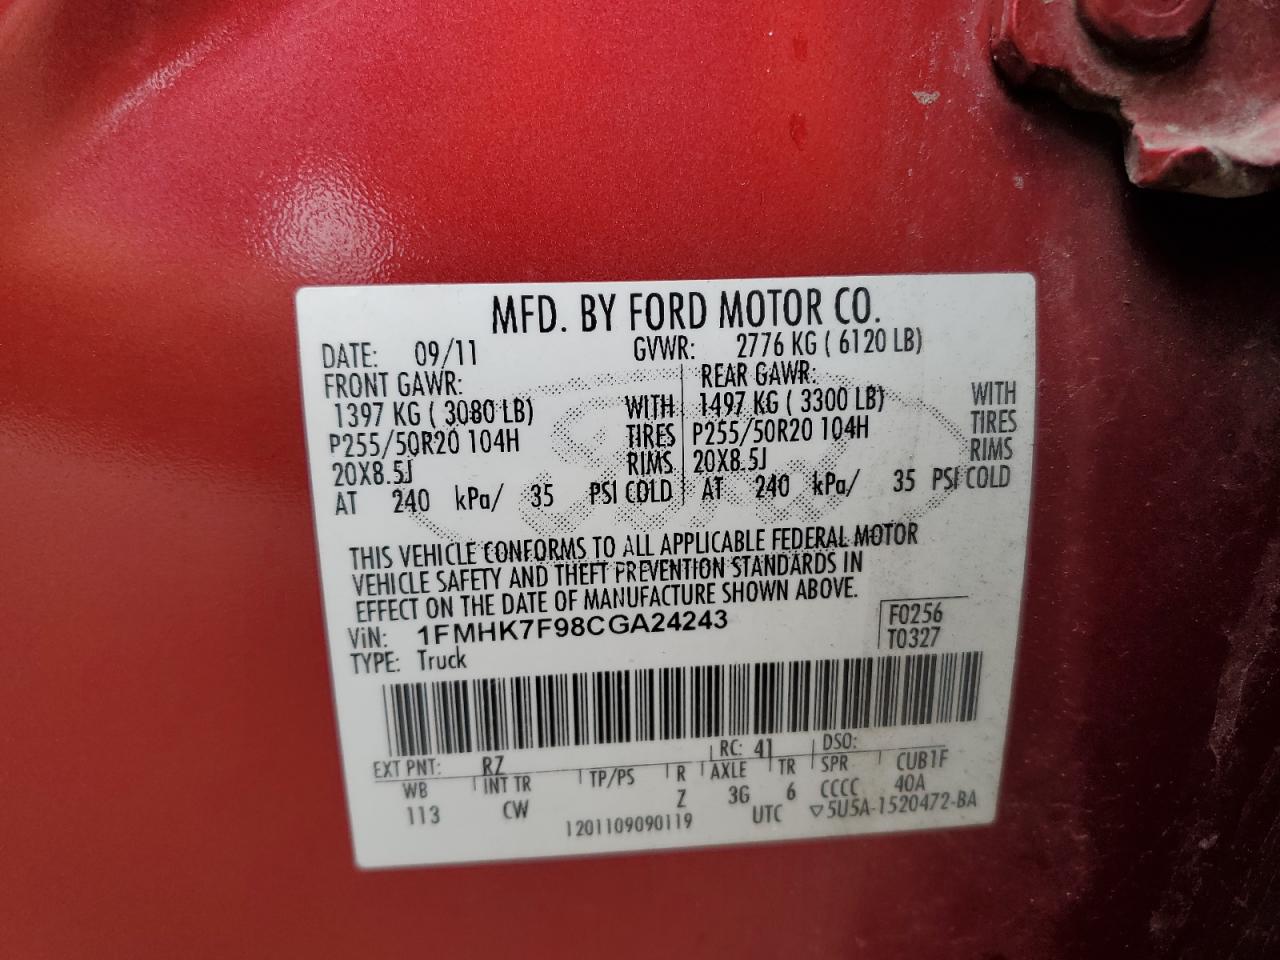 MFD. BY FORD MOTOR CO.
DATE: 09/11 GVWR: 2776 KG ( 6120 LB)
FRONT GAWR: REAR GAWR:
1397 KG ( 3080 LB) WITH 1497 KG ( 3300 LB) WITH
P255/50R20 104H TIRES P255/50R20 104H TIRES
20X8.5J RIMS 20X8.5J RIMS
AT 240 kPa/ 35 PSI COLD AT 240 kPa/ 35 PSI COLD
THIS VEHICLE CONFORMS TO ALL APPLICABLE FEDERAL MOTOR
VEHICLE SAFETY AND THEFT PREVENTION STANDARDS IN
EFFECT ON THE DATE OF MANUFACTURE SHOWN ABOVE.
VIN: 1FMHK7F98CGA24243 F0256
TYPE: Truck T0327
EXT PNT: RZ RC: 41 DSO:
WB INT TR TP/PS R AXLE TR SPR CUB1F
113 CW Z 3G 6 CCCC 40A
1201109090119 UTC ▽5U5A-1520472-BA